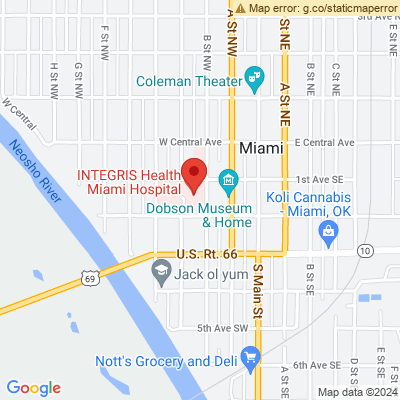 Map error: g.co/staticmaperror
3rd Ave N
A St NW
St NE
B St NW
F St NW
G St NW
H St NW
Coleman Theater
A St NE
B St NE
C St NE
W Central
W Central Ave
E Central Ave
Miami
Neosho River
INTEGRIS Health
Miami Hospital
1st Ave SE
Dobson Museum
& Home
Koli Cannabis
Miami, OK
U.S. Rt. 66
10
69
Jack ol yum
S Main St
B St SE
5th Ave SW
Nott's Grocery and Deli
6th Ave SE
A St SE
D St S
E St
Google
Map data ©2024